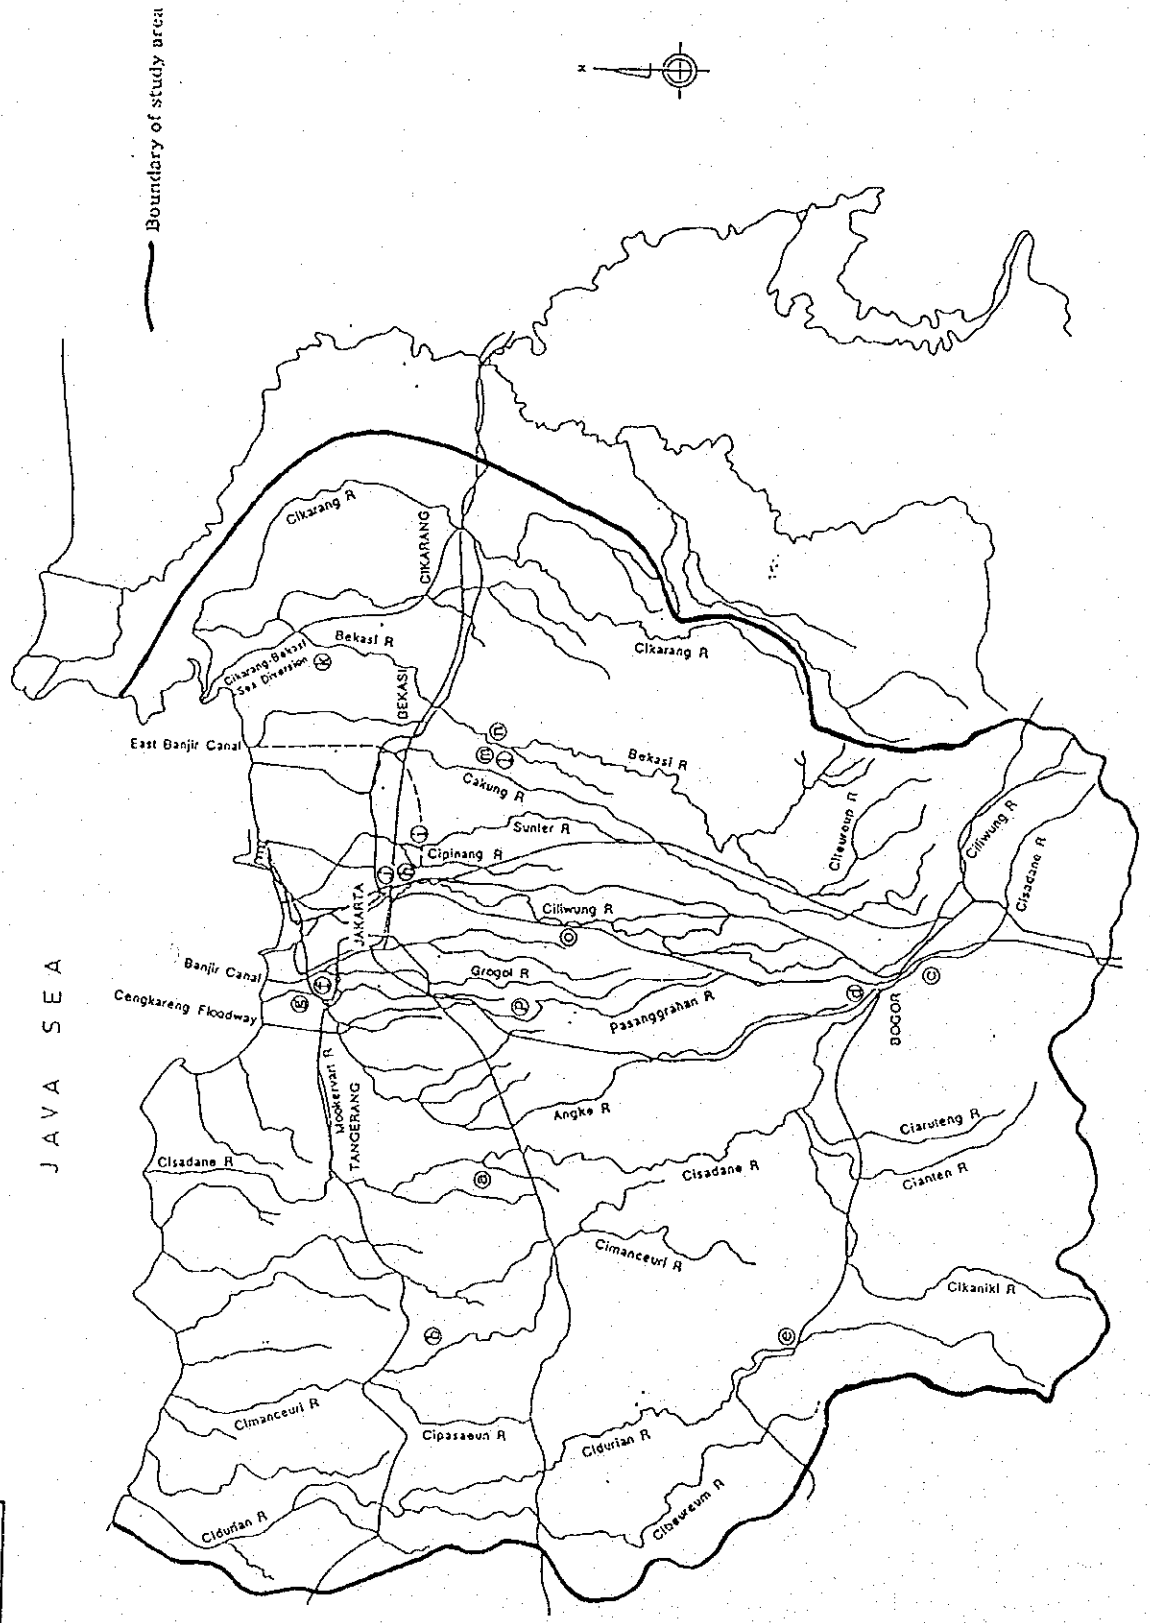 Boundary of study area
N
JAVA SEA
Cikarang R
CIKARANG
Cikarang-Bekasi
Sea Diversion
k
Bekasi R
BEKASI
Cikarang R
East Banjir Canal
n
m
Bekasi R
Cakung R
Sunter R
Cipinang R
JAKARTA
Ciliwung R
o
Cisadane R
Ciliwung R
Banjir Canal
Cengkareng Floodway
g
f
Grogol R
p
Pasanggrahan R
d
c
BOGOR
Mookervart R
TANGERANG
Angke R
Ciaruteng R
Cianten R
Cisadane R
a
Cisadane R
Cimanceuri R
Cikaniki R
b
e
Cimanceuri R
Cipasaeun R
Cidurian R
Cidurian R
Cibeureum R